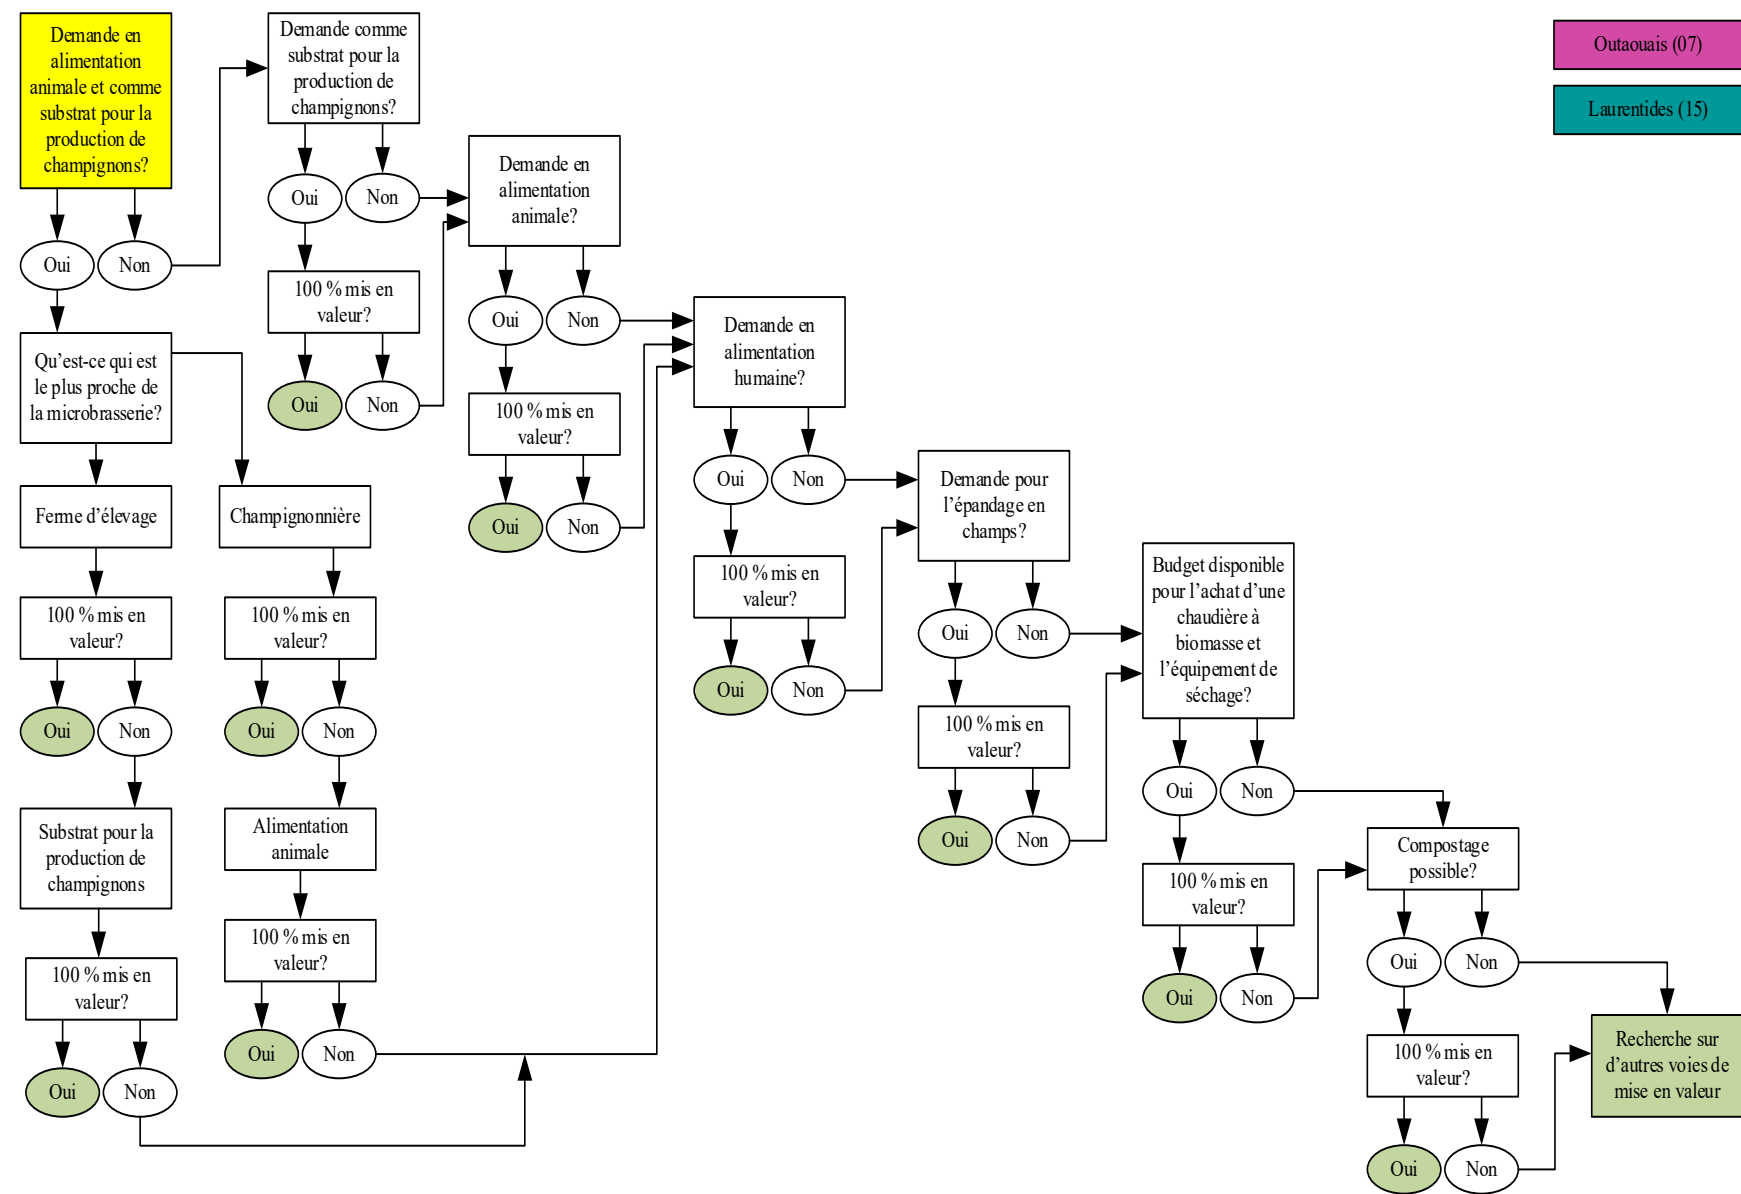 Demande en
alimentation
animale et comme
substrat pour la
production de
champignons?
Oui
Non
Qu'est-ce qui est
le plus proche de
la microbrasserie?
Ferme d'élevage
100 % mis en
valeur?
Oui
Non
Substrat pour la
production de
champignons
100 % mis en
valeur?
Oui
Non
Champignonnière
100 % mis en
valeur?
Oui
Non
Alimentation
animale
100 % mis en
valeur?
Oui
Non
Demande comme
substrat pour la
production de
champignons?
Oui
Non
100 % mis en
valeur?
Oui
Non
Demande en
alimentation
animale?
Oui
Non
100 % mis en
valeur?
Oui
Non
Demande en
alimentation
humaine?
Oui
Non
100 % mis en
valeur?
Oui
Non
Demande pour
l'épandage en
champs?
Oui
Non
100 % mis en
valeur?
Oui
Non
Budget disponible
pour l'achat d'une
chaudière à
biomasse et
l'équipement de
séchage?
Oui
Non
100 % mis en
valeur?
Oui
Non
Compostage
possible?
Oui
Non
100 % mis en
valeur?
Oui
Non
Recherche sur
d'autres voies de
mise en valeur
Outaouais (07)
Laurentides (15)